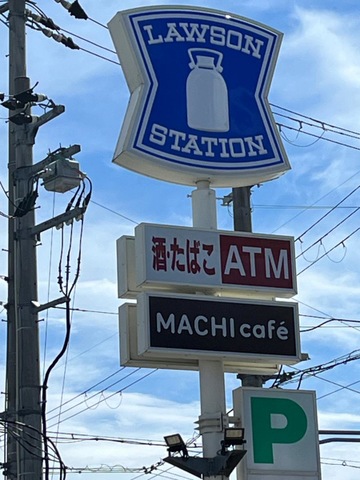 LAWSON
STATION
酒・たばこ ATM
MACHI café
P